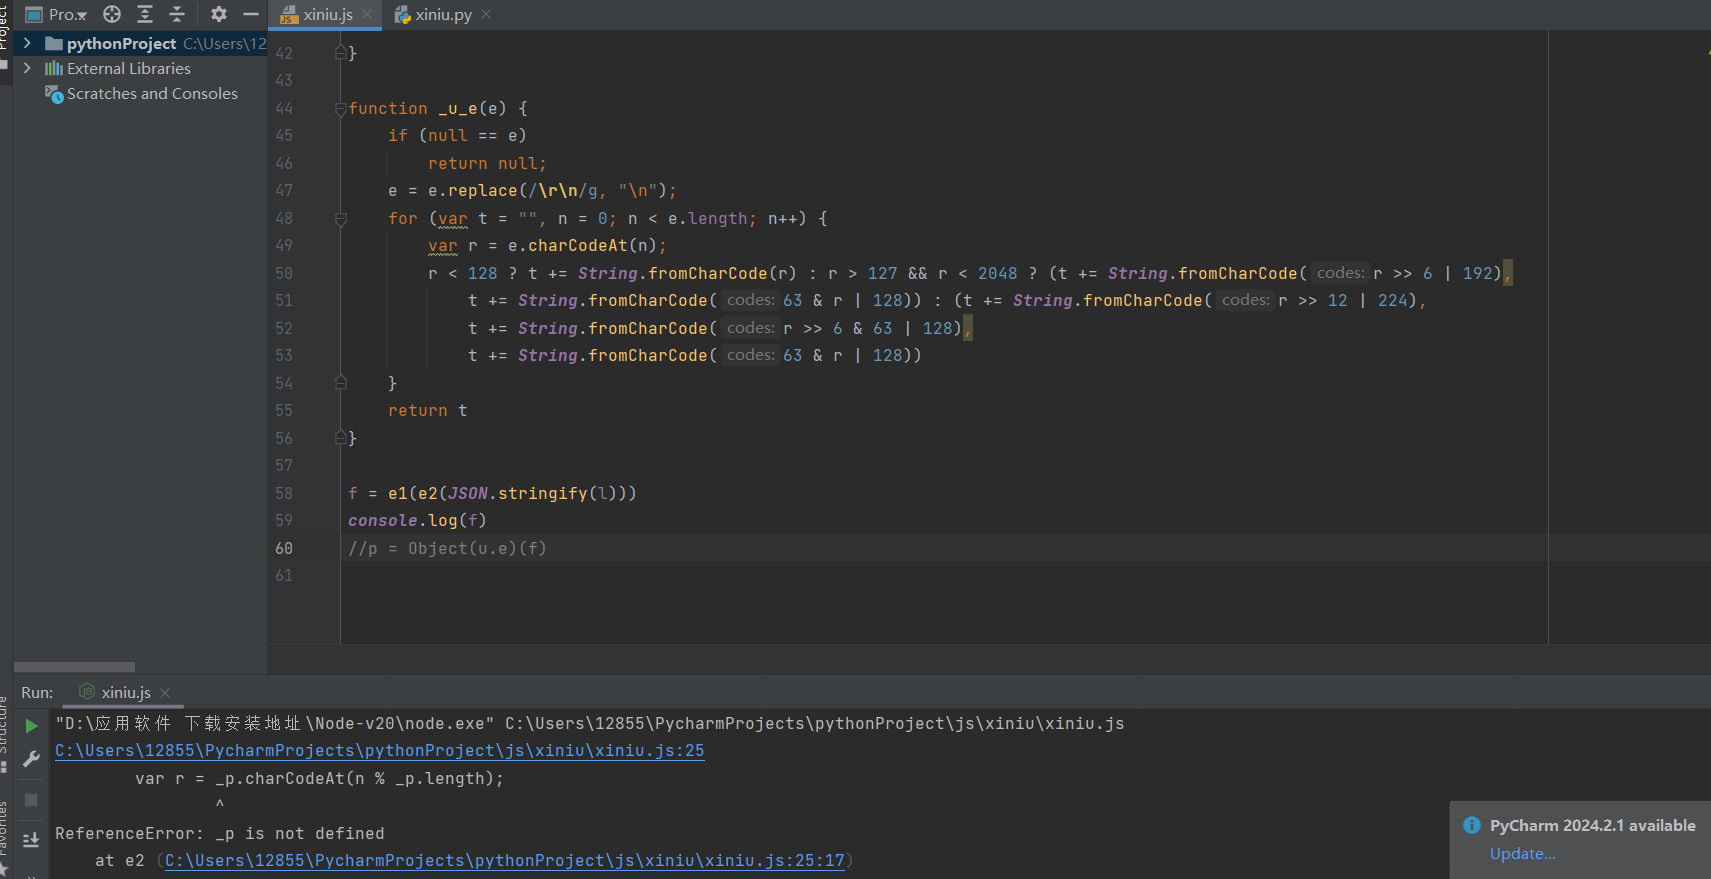 Project
Pro...
xiniu.js
xiniu.py
pythonProject C:\Users\12
External Libraries
Scratches and Consoles
42 }
43
44 function _u_e(e) {
45 if (null == e)
46 return null;
47 e = e.replace(/\r\n/g, "\n");
48 for (var t = "", n = 0; n < e.length; n++) {
49 var r = e.charCodeAt(n);
50 r < 128 ? t += String.fromCharCode(r) : r > 127 && r < 2048 ? (t += String.fromCharCode( codes: r >> 6 | 192),
51 t += String.fromCharCode( codes: 63 & r | 128)) : (t += String.fromCharCode( codes: r >> 12 | 224),
52 t += String.fromCharCode( codes: r >> 6 & 63 | 128),
53 t += String.fromCharCode( codes: 63 & r | 128))
54 }
55 return t
56 }
57
58 f = e1(e2(JSON.stringify(l)))
59 console.log(f)
60 //p = Object(u.e)(f)
61
Run: xiniu.js
Structure
Favorites
"D:\应用软件 下载安装地址\Node-v20\node.exe" C:\Users\12855\PycharmProjects\pythonProject\js\xiniu\xiniu.js
C:\Users\12855\PycharmProjects\pythonProject\js\xiniu\xiniu.js:25
var r = _p.charCodeAt(n % _p.length);
^
ReferenceError: _p is not defined
at e2 (C:\Users\12855\PycharmProjects\pythonProject\js\xiniu\xiniu.js:25:17)
PyCharm 2024.2.1 available
Update...